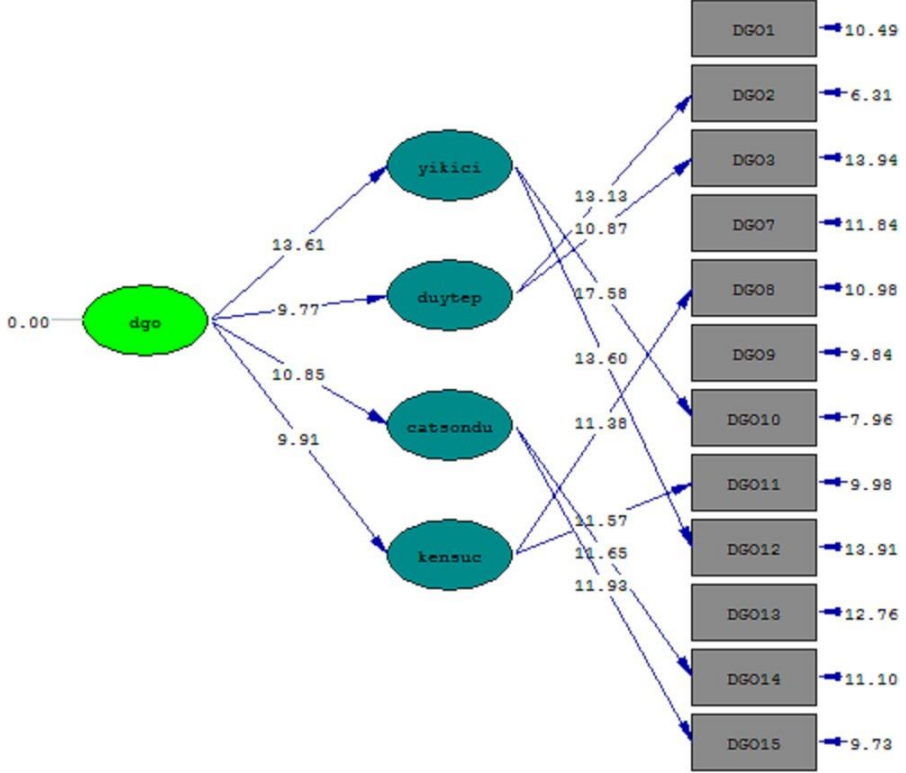 DGO1
10.49
DGO2
6.31
yikici
DGO3
13.94
13.13
10.87
DGO7
11.84
13.61
duytep
17.58
DGO8
10.98
9.77
0.00
dgo
DGO9
9.84
13.60
10.85
catsondu
11.38
DGO10
7.96
9.91
DGO11
9.98
11.57
kensuc
11.65
DGO12
13.91
11.93
DGO13
12.76
DGO14
11.10
DGO15
9.73